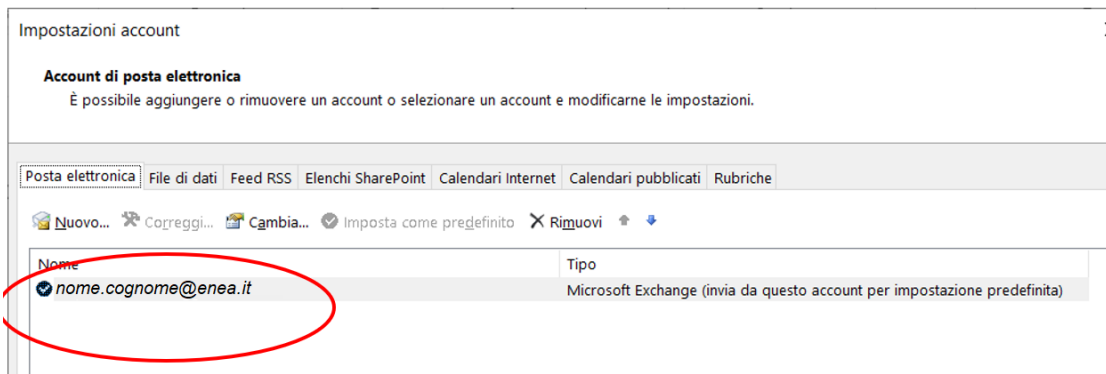 Impostazioni account
Account di posta elettronica
È possibile aggiungere o rimuovere un account o selezionare un account e modificarne le impostazioni.
Posta elettronica File di dati Feed RSS Elenchi SharePoint Calendari Internet Calendari pubblicati Rubriche
Nuovo... Correggi... Cambia... Imposta come predefinito Rimuovi
Nome Tipo
nome.cognome@enea.it Microsoft Exchange (invia da questo account per impostazione predefinita)